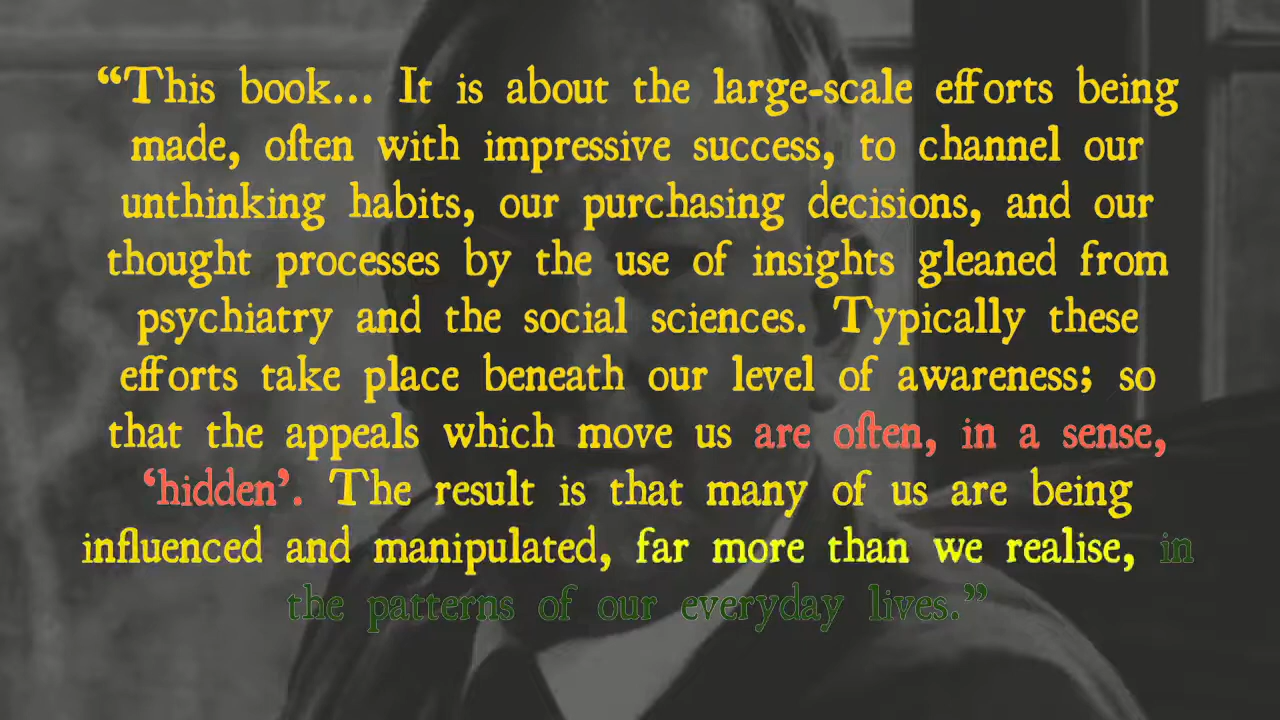 “This book... It is about the large-scale efforts being
made, often with impressive success, to channel our
unthinking habits, our purchasing decisions, and our
thought processes by the use of insights gleaned from
psychiatry and the social sciences. Typically these
efforts take place beneath our level of awareness; so
that the appeals which move us are often, in a sense,
‘hidden’. The result is that many of us are being
influenced and manipulated, far more than we realise, in
the patterns of our everyday lives.”